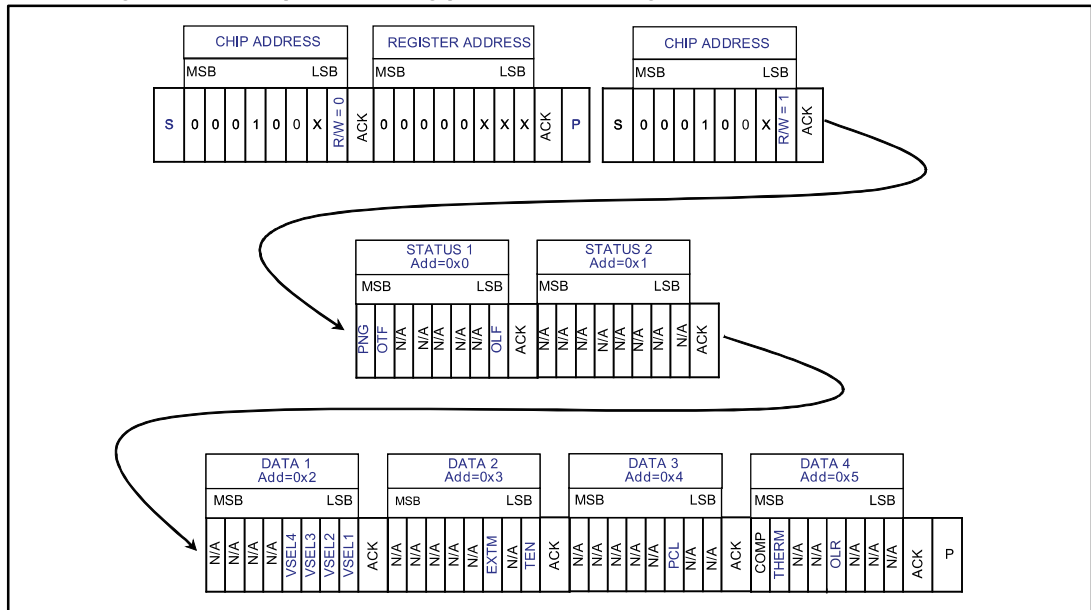 CHIP ADDRESS REGISTER ADDRESS CHIP ADDRESS
MSB LSB MSB LSB MSB LSB
S 0 0 0 1 0 0 X R/W = 0 ACK 0 0 0 0 0 X X X ACK P S 0 0 0 1 0 0 X R/W = 1 ACK
STATUS 1 STATUS 2
Add=0x0 Add=0x1
MSB LSB MSB LSB
PNG OTF N/A N/A N/A N/A N/A OLF ACK N/A N/A N/A N/A N/A N/A N/A N/A ACK
DATA 1 DATA 2 DATA 3 DATA 4
Add=0x2 Add=0x3 Add=0x4 Add=0x5
MSB LSB MSB LSB MSB LSB MSB LSB
N/A N/A N/A N/A VSEL4 VSEL3 VSEL2 VSEL1 ACK N/A N/A N/A N/A N/A EXTM N/A TEN ACK N/A N/A N/A N/A N/A PCL N/A N/A ACK COMP THERM N/A N/A OLR N/A N/A N/A ACK P